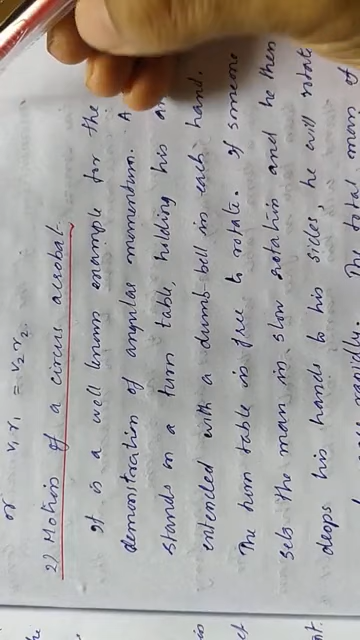 or v₁r₁ = v₂r₂
2) Motion of a circus acrobat:-
It is a well known example for the
demonstration of angular momentum. A
stands on a turn table, holding his
extended with a dumb-bell in each hand.
The turn table is free to rotate. If someone
sets the man in slow rotation and he then
drops his hands to his sides, he will rotate
The total mom of